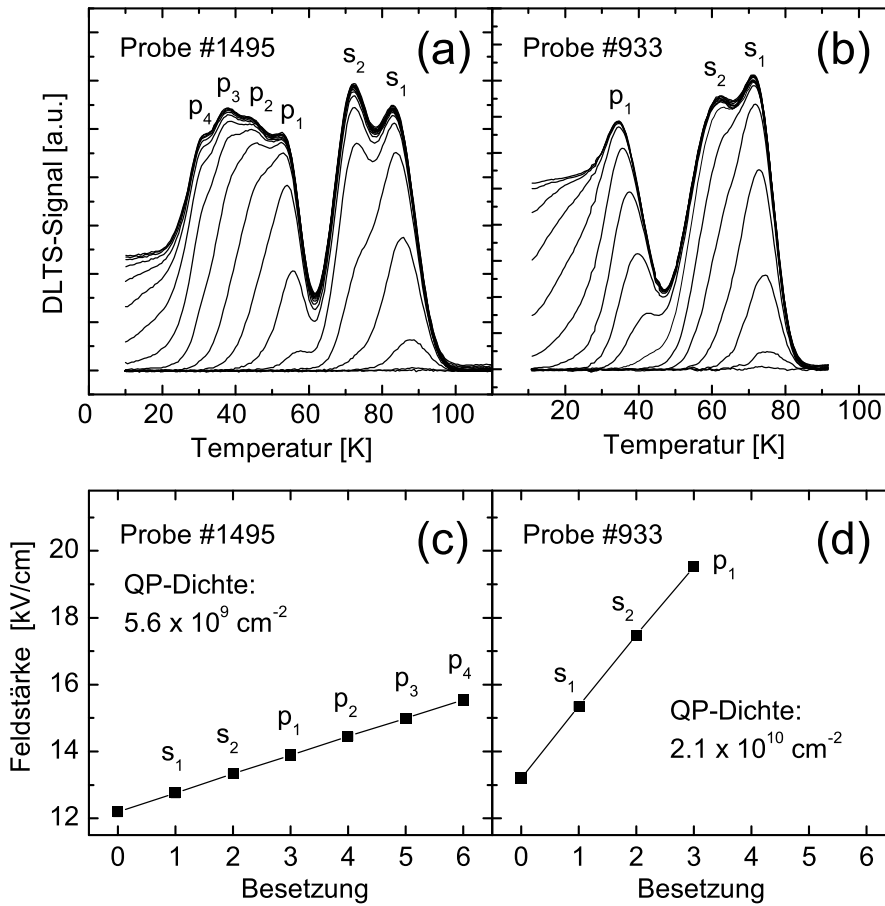 Probe #1495
(a)
p₄ p₃ p₂ p₁ s₂ s₁
Probe #933
(b)
p₁ s₂ s₁
DLTS-Signal [a.u.]
0 20 40 60 80 100
Temperatur [K]
20 40 60 80 100
Temperatur [K]
Probe #1495
(c)
QP-Dichte:
5.6 x 10⁹ cm⁻²
s₁ s₂ p₁ p₂ p₃ p₄
Probe #933
(d)
s₁ s₂ p₁
QP-Dichte:
2.1 x 10¹⁰ cm⁻²
Feldstärke [kV/cm]
20
18
16
14
12
0 1 2 3 4 5 6
Besetzung
0 1 2 3 4 5 6
Besetzung